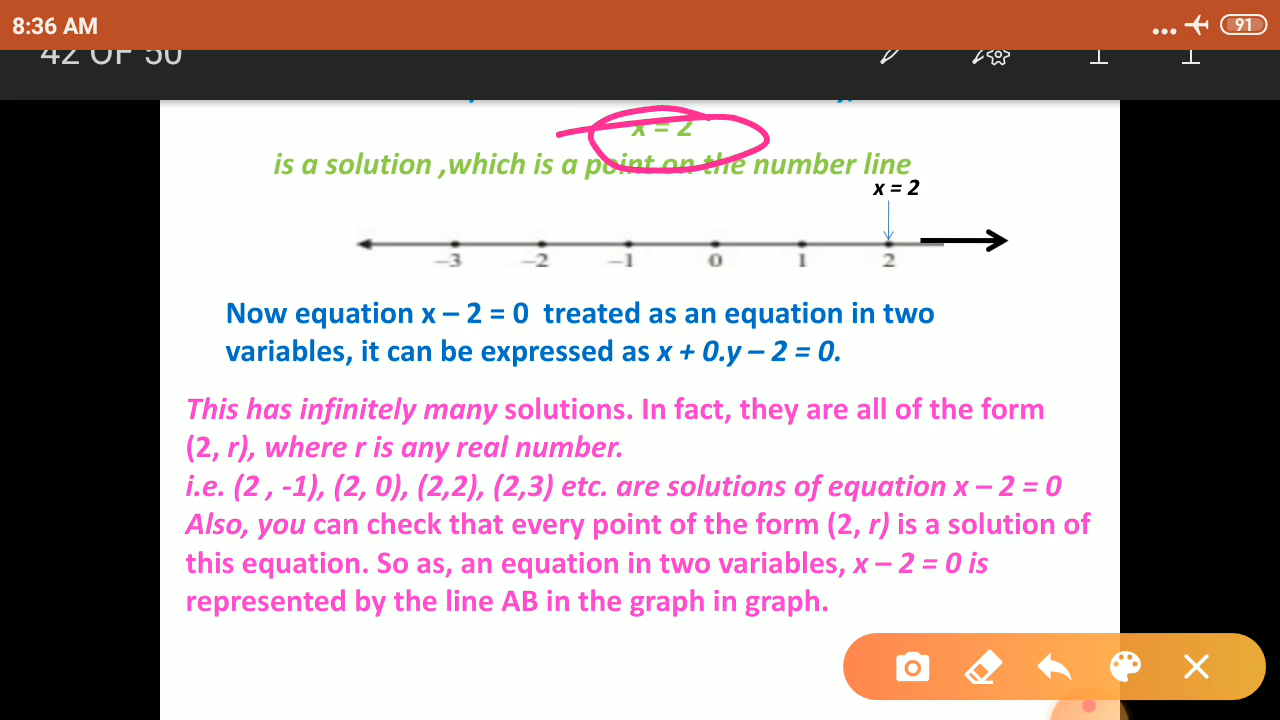 8:36 AM
91
42 OF 50
x = 2
is a solution ,which is a point on the number line
x = 2
–3 –2 –1 0 1 2
Now equation x – 2 = 0 treated as an equation in two
variables, it can be expressed as x + 0.y – 2 = 0.
This has infinitely many solutions. In fact, they are all of the form
(2, r), where r is any real number.
i.e. (2 , -1), (2, 0), (2,2), (2,3) etc. are solutions of equation x – 2 = 0
Also, you can check that every point of the form (2, r) is a solution of
this equation. So as, an equation in two variables, x – 2 = 0 is
represented by the line AB in the graph in graph.